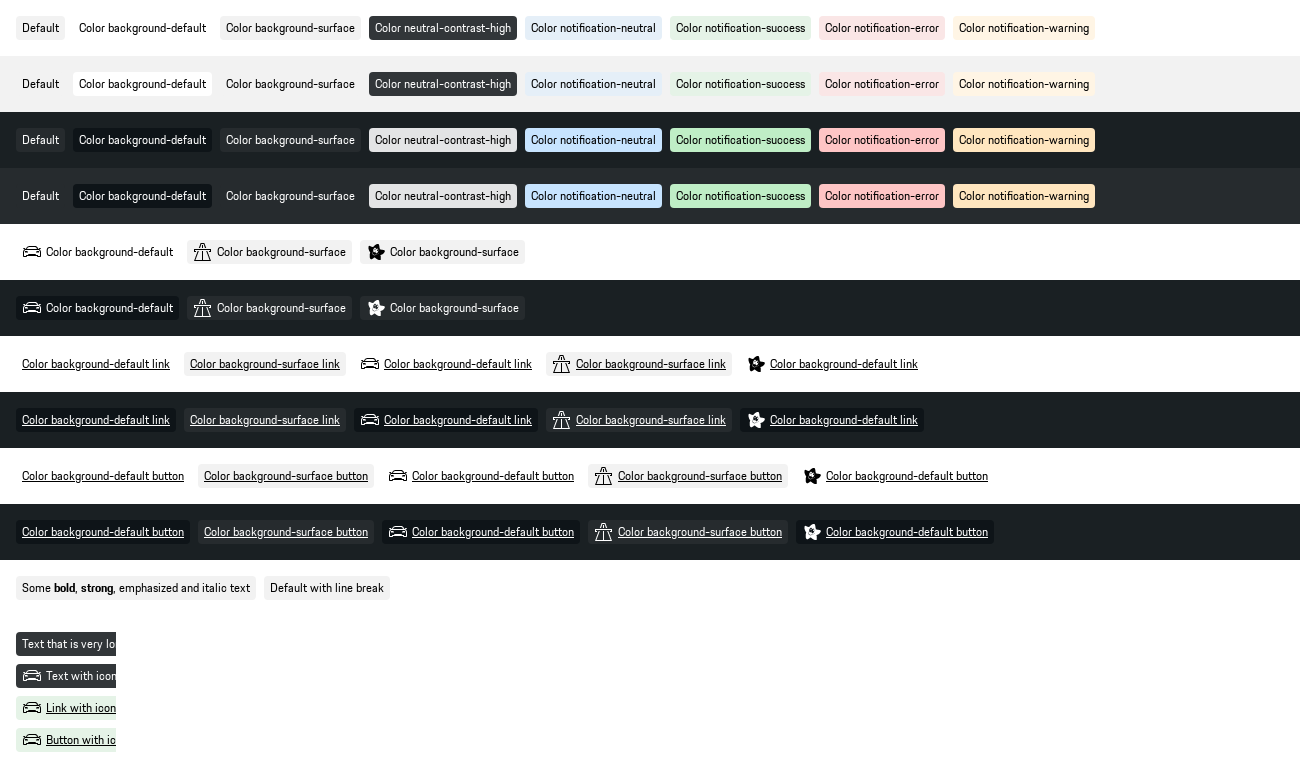 Default Color background-default Color background-surface Color neutral-contrast-high Color notification-neutral Color notification-success Color notification-error Color notification-warning
Default Color background-default Color background-surface Color neutral-contrast-high Color notification-neutral Color notification-success Color notification-error Color notification-warning
Default Color background-default Color background-surface Color neutral-contrast-high Color notification-neutral Color notification-success Color notification-error Color notification-warning
Default Color background-default Color background-surface Color neutral-contrast-high Color notification-neutral Color notification-success Color notification-error Color notification-warning
Color background-default Color background-surface Color background-surface
Color background-default Color background-surface Color background-surface
Color background-default link Color background-surface link Color background-default link Color background-surface link Color background-default link
Color background-default link Color background-surface link Color background-default link Color background-surface link Color background-default link
Color background-default button Color background-surface button Color background-default button Color background-surface button Color background-default button
Color background-default button Color background-surface button Color background-default button Color background-surface button Color background-default button
Some bold, strong, emphasized and italic text Default with line break
Text that is very lo
Text with icon
Link with icon
Button with ic